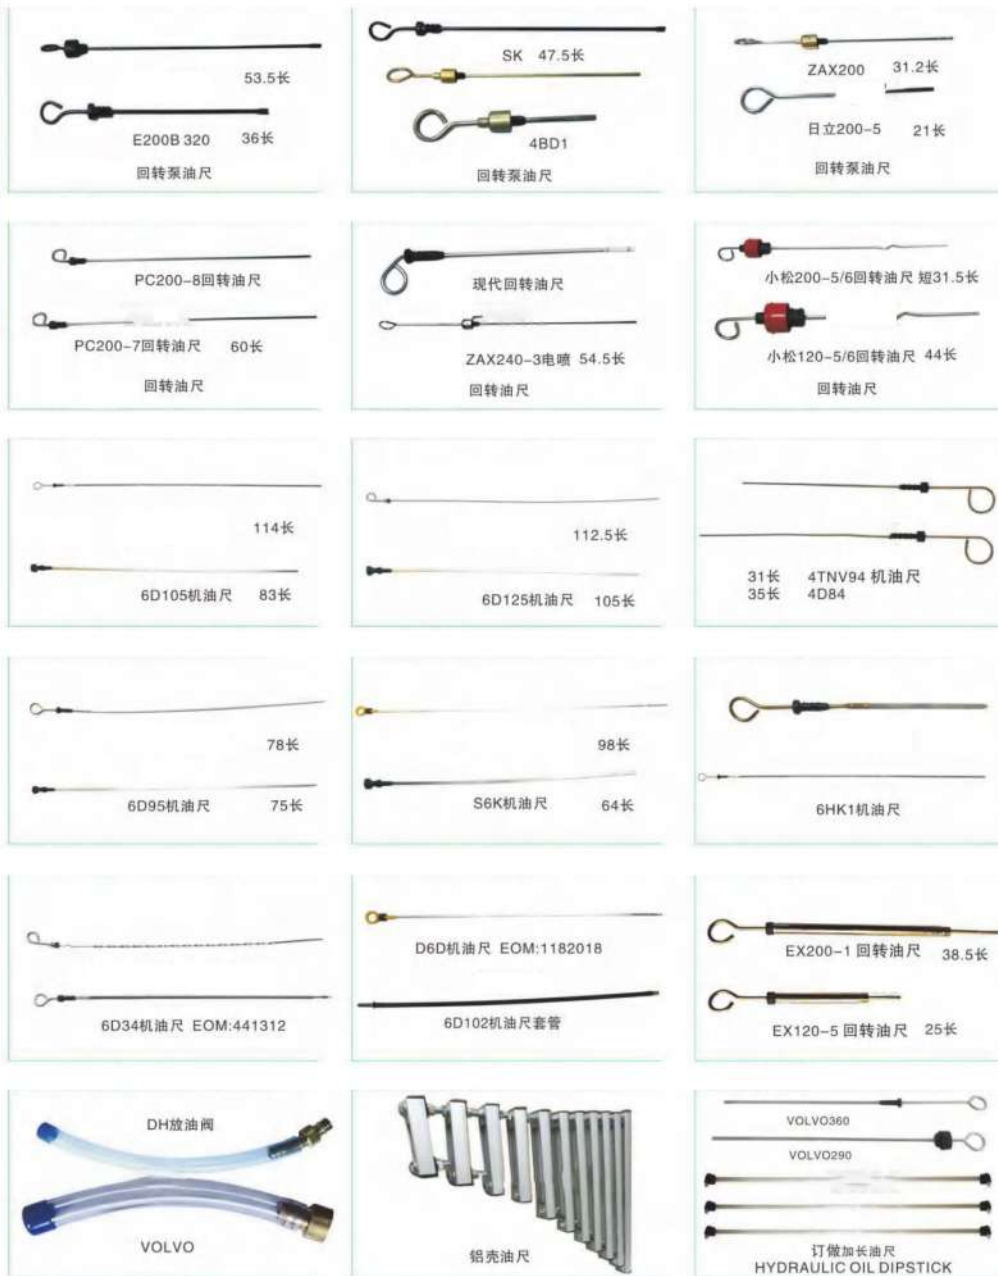 53.5长
E200B 320 36长
回转泵油尺
SK 47.5长
4BD1
回转泵油尺
ZAX200 31.2长
日立200-5 21长
回转泵油尺
PC200-8回转油尺
PC200-7回转油尺 60长
回转油尺
现代回转油尺
ZAX240-3电喷 54.5长
回转油尺
小松200-5/6回转油尺 短31.5长
小松120-5/6回转油尺 44长
回转油尺
114长
6D105机油尺 83长
112.5长
6D125机油尺 105长
31长 4TNV94 机油尺
35长 4D84
78长
6D95机油尺 75长
98长
S6K机油尺 64长
6HK1机油尺
6D34机油尺 EOM:441312
D6D机油尺 EOM:1182018
6D102机油尺套管
EX200-1 回转油尺 38.5长
EX120-5 回转油尺 25长
DH放油阀
VOLVO
铝壳油尺
VOLVO360
VOLVO290
订做加长油尺
HYDRAULIC OIL DIPSTICK